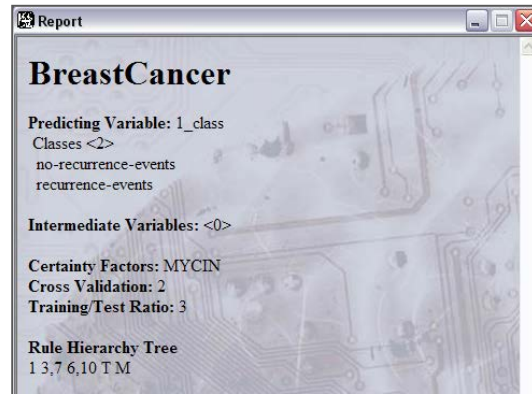 Report
BreastCancer
Predicting Variable: 1_class
Classes <2>
no-recurrence-events
recurrence-events
Intermediate Variables: <0>
Certainty Factors: MYCIN
Cross Validation: 2
Training/Test Ratio: 3
Rule Hierarchy Tree
1 3,7 6,10 T M